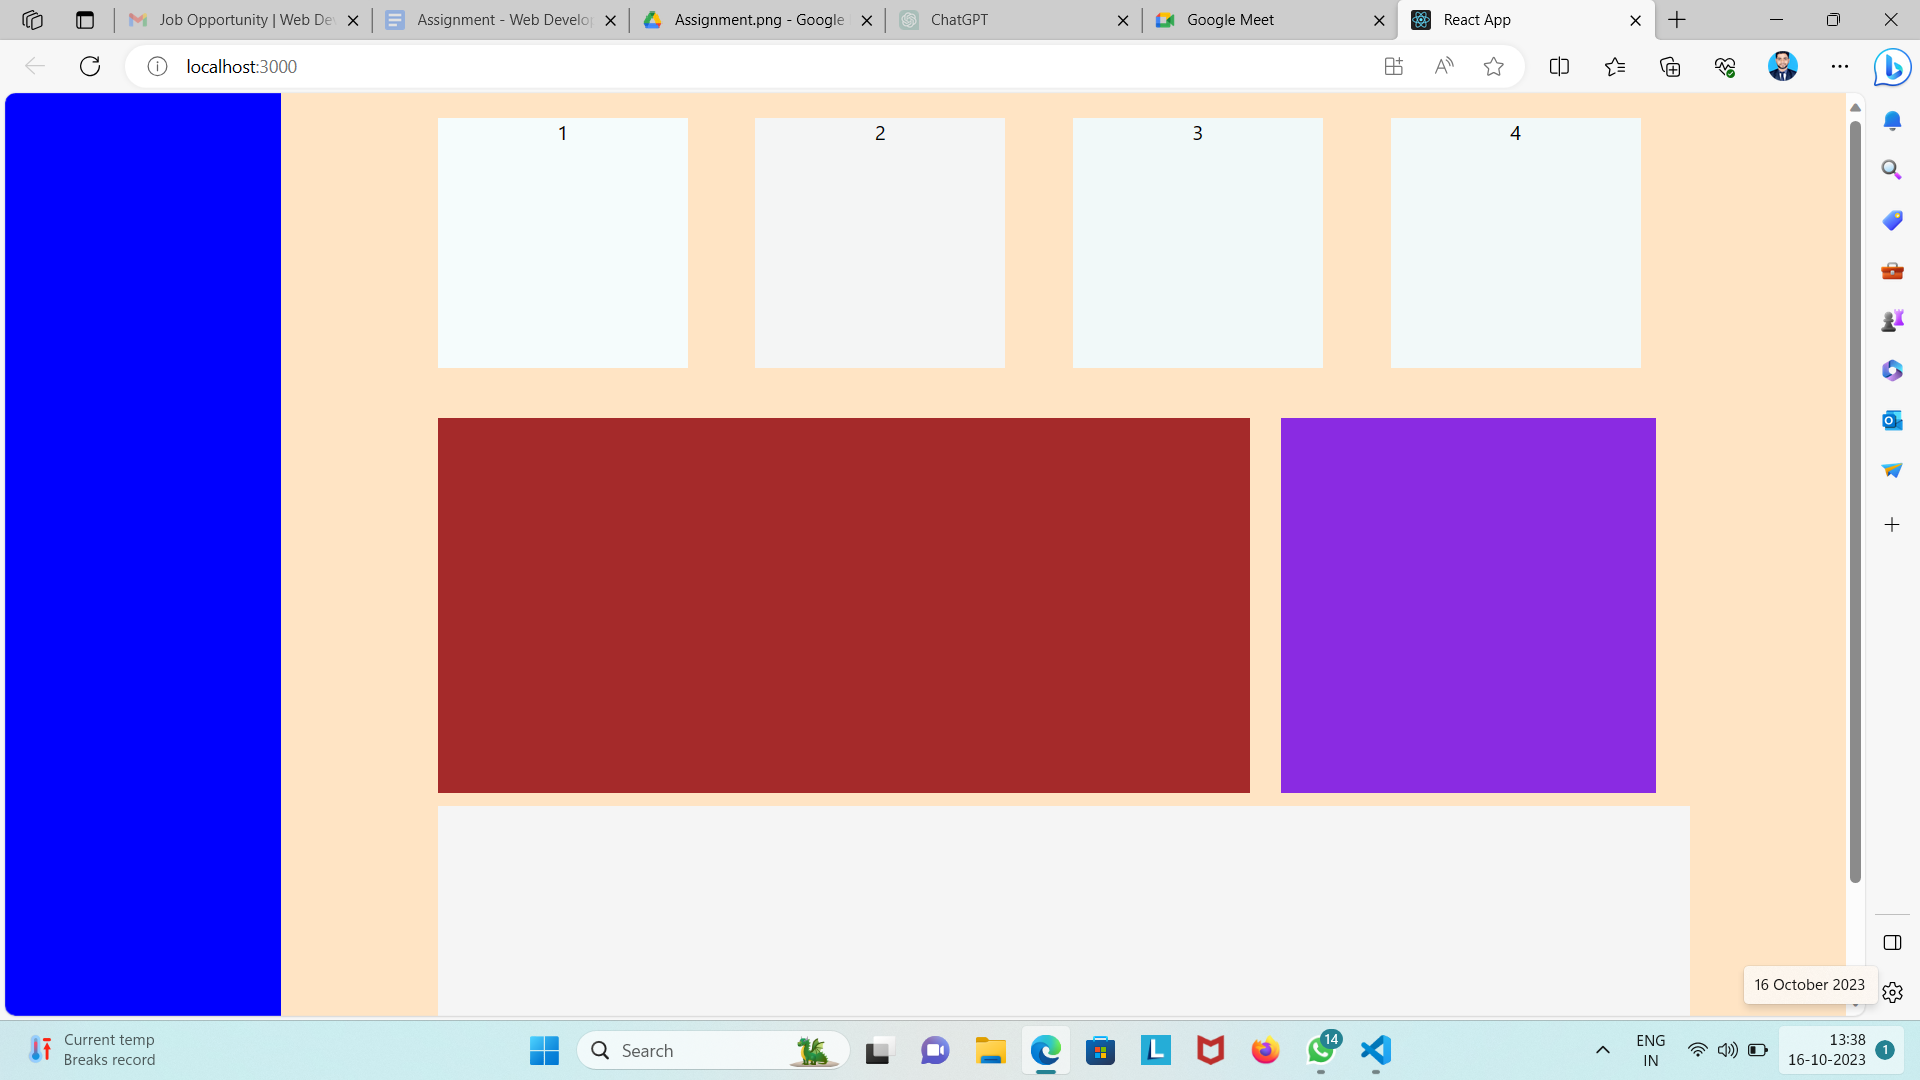 Job Opportunity | Web De
Assignment - Web Develo
Assignment.png - Google
ChatGPT
Google Meet
React App
localhost:3000
1
2
3
4
16 October 2023
Current temp
Breaks record
Search
14
ENG
IN
13:38
16-10-2023
1